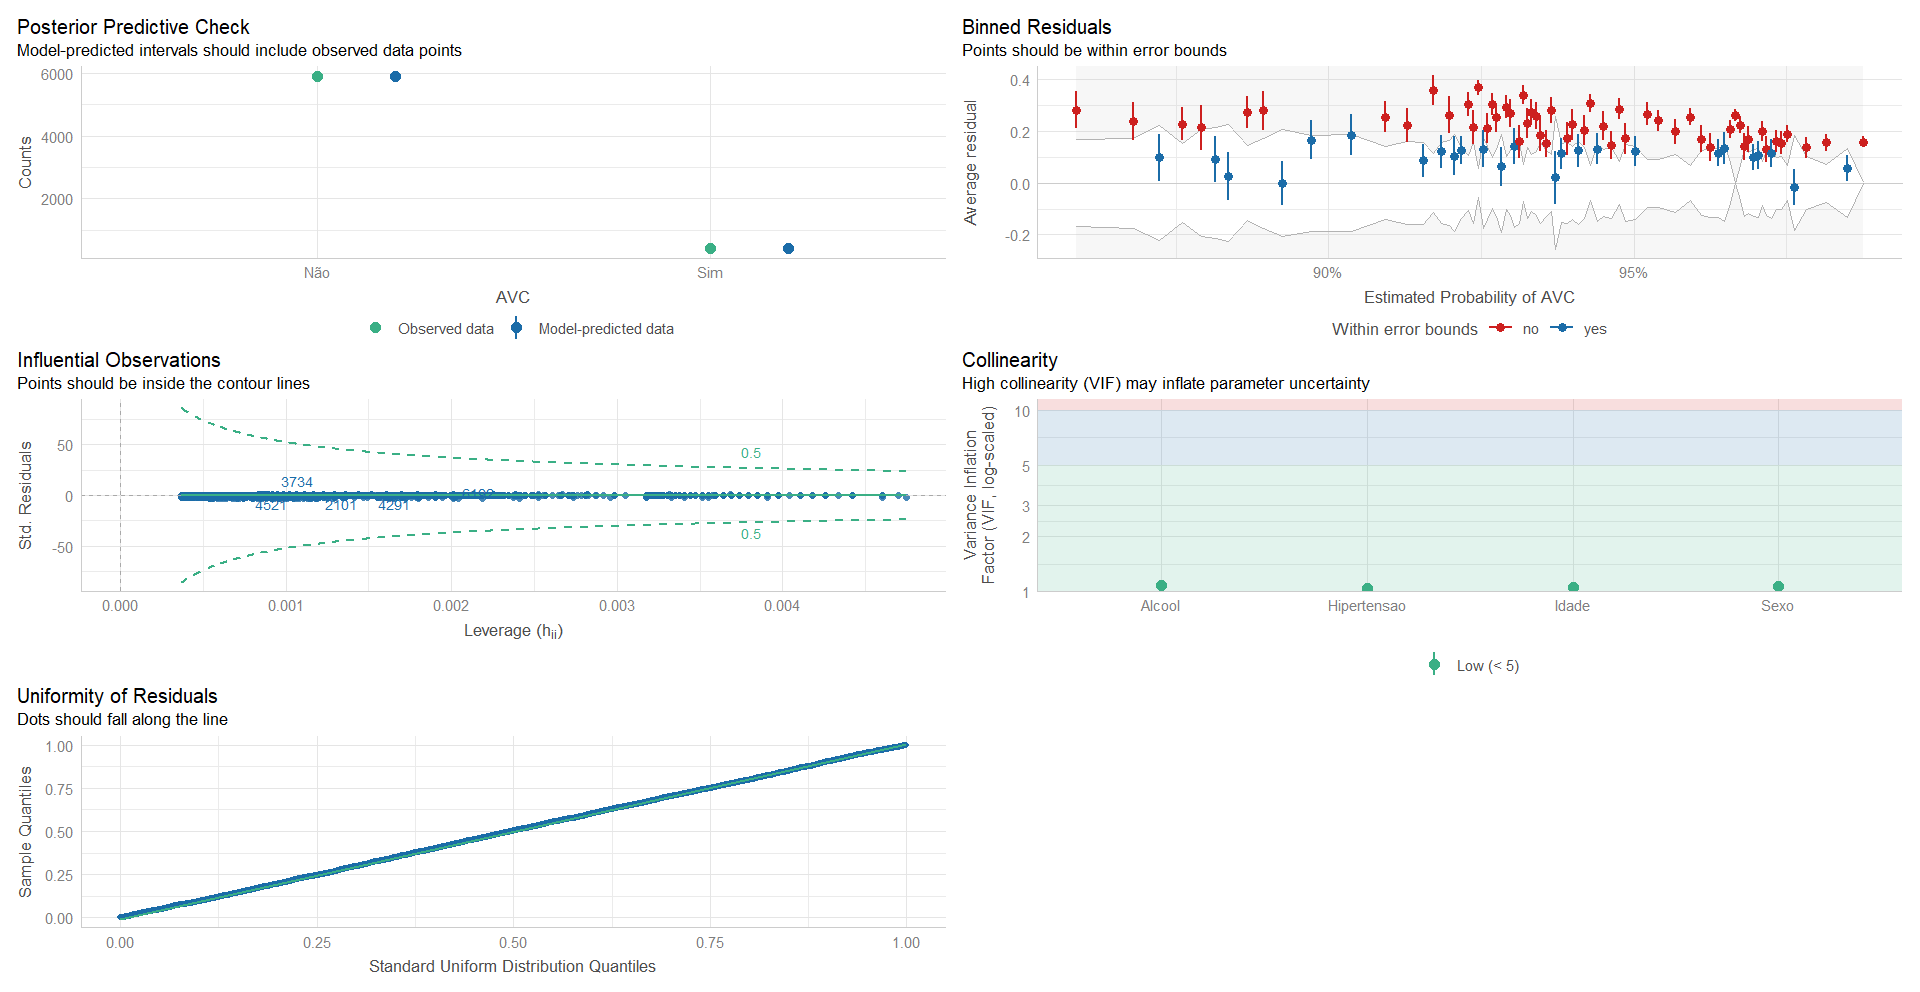 Posterior Predictive Check
Model-predicted intervals should include observed data points
6000
4000
2000
Counts
Não
Sim
AVC
Observed data
Model-predicted data
Binned Residuals
Points should be within error bounds
0.4
0.2
0.0
-0.2
Average residual
90%
95%
Estimated Probability of AVC
Within error bounds
no
yes
Influential Observations
Points should be inside the contour lines
50
0
-50
Std. Residuals
0.5
0.5
3734
4521
2101
4291
0.000
0.001
0.002
0.003
0.004
Leverage (hii)
Collinearity
High collinearity (VIF) may inflate parameter uncertainty
10
5
3
2
1
Variance Inflation
Factor (VIF, log-scaled)
Alcool
Hipertensao
Idade
Sexo
Low (< 5)
Uniformity of Residuals
Dots should fall along the line
1.00
0.75
0.50
0.25
0.00
Sample Quantiles
0.00
0.25
0.50
0.75
1.00
Standard Uniform Distribution Quantiles